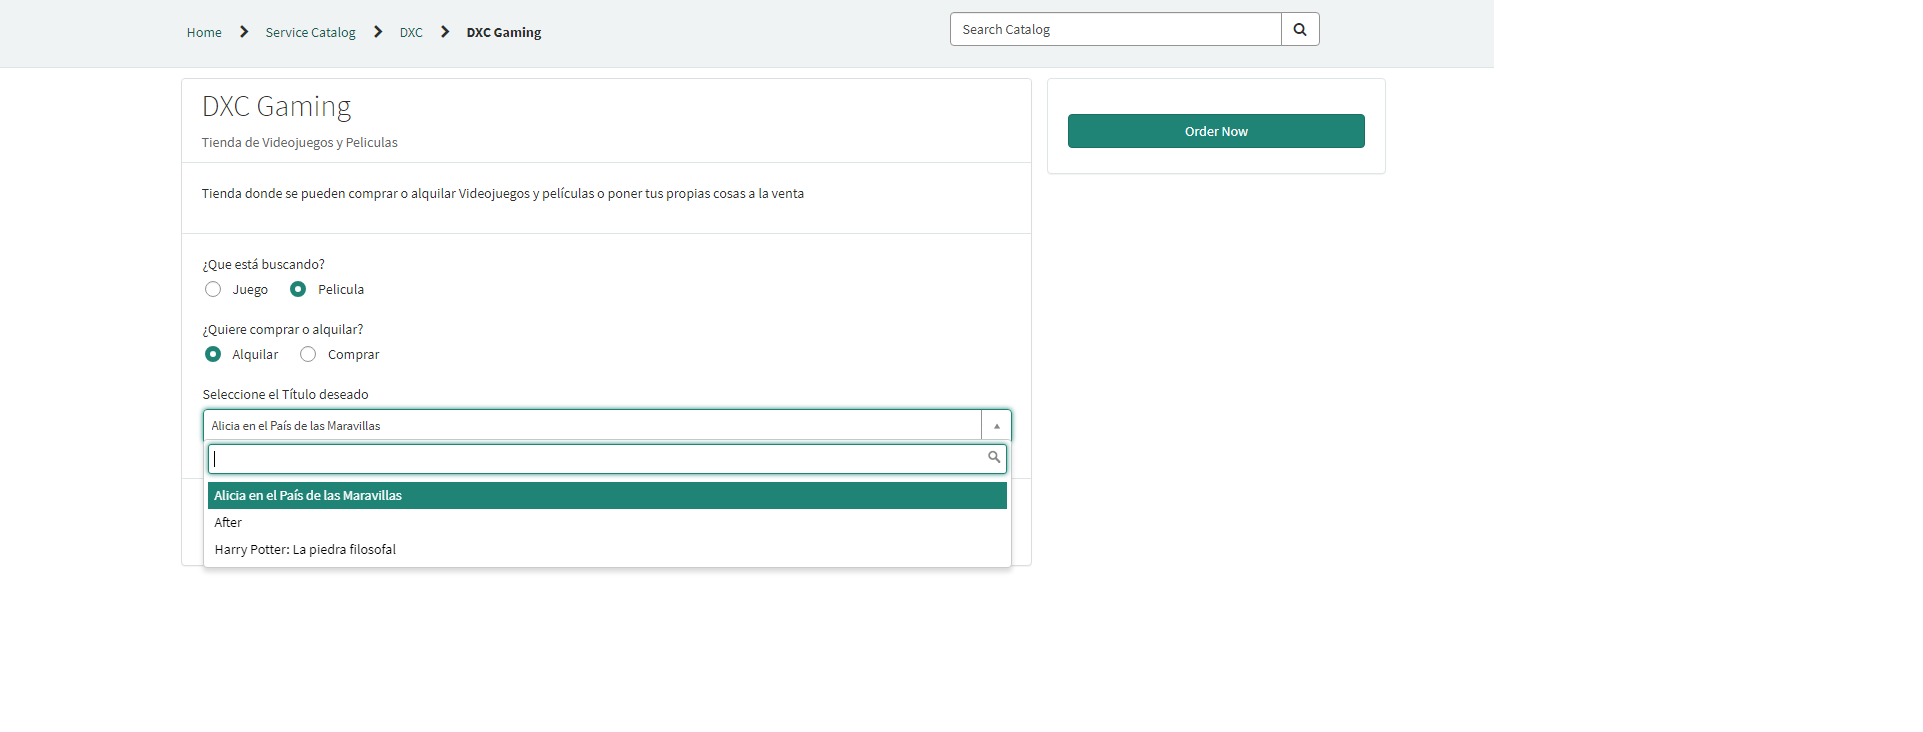 Home Service Catalog DXC DXC Gaming
Search Catalog
DXC Gaming
Tienda de Videojuegos y Peliculas
Order Now
Tienda donde se pueden comprar o alquilar Videojuegos y películas o poner tus propias cosas a la venta
¿Que está buscando?
Juego Pelicula
¿Quiere comprar o alquilar?
Alquilar Comprar
Seleccione el Título deseado
Alicia en el País de las Maravillas
Alicia en el País de las Maravillas
After
Harry Potter: La piedra filosofal